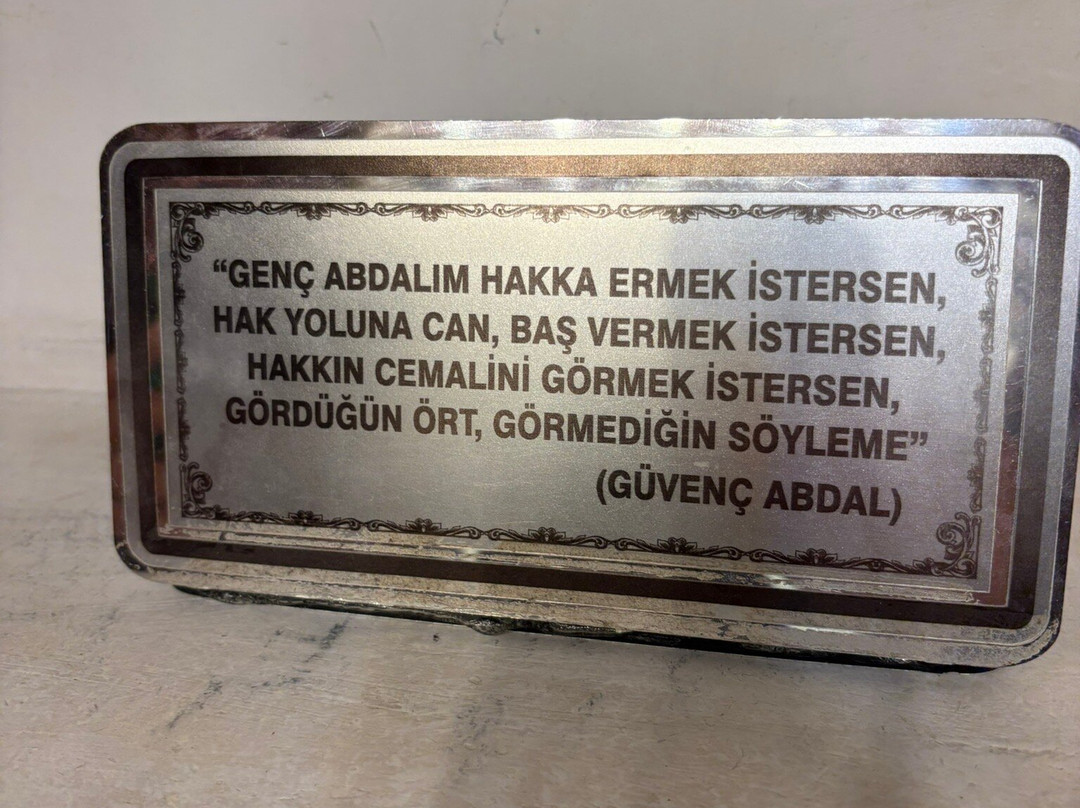 “GENÇ ABDALIM HAKKA ERMEK İSTERSEN,
HAK YOLUNA CAN, BAŞ VERMEK İSTERSEN,
HAKKIN CEMALİNİ GÖRMEK İSTERSEN,
GÖRDÜĞÜN ÖRT, GÖRMEDİĞİN SÖYLEME”
(GÜVENÇ ABDAL)